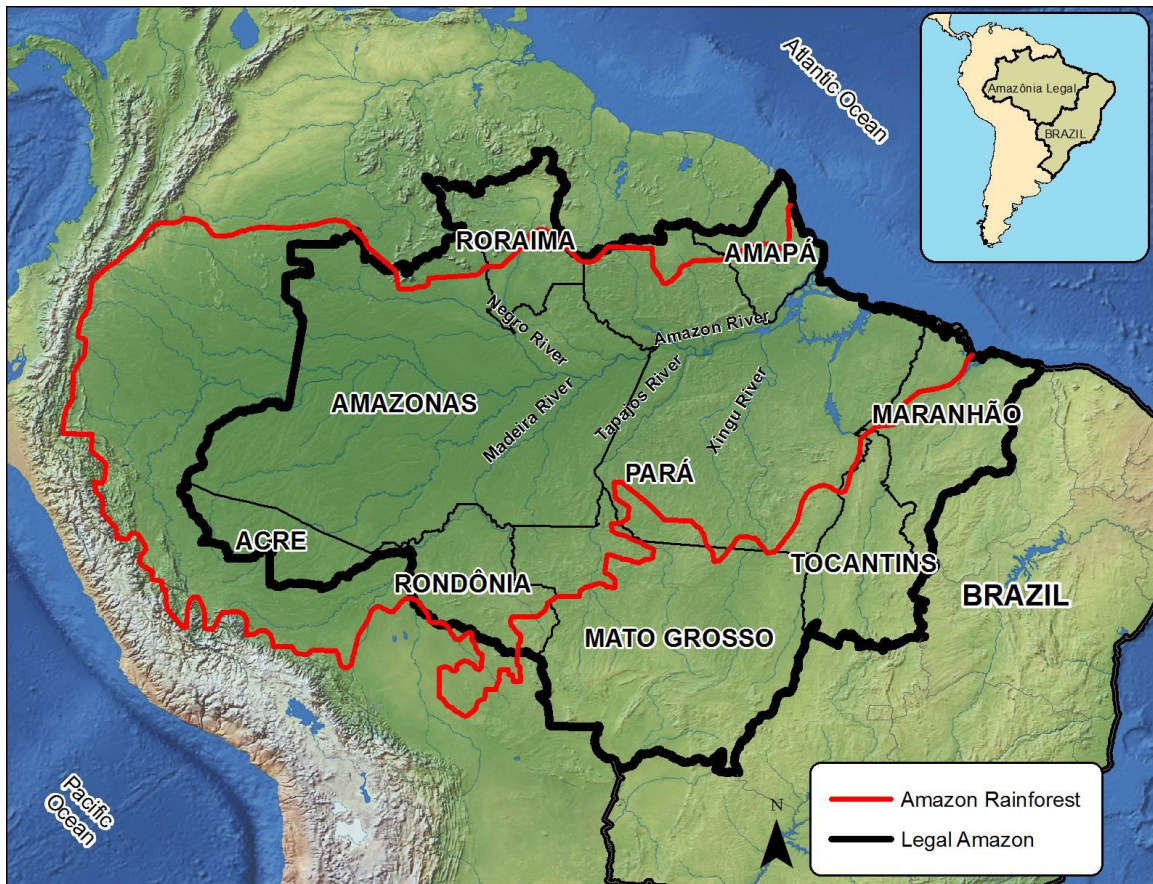 Atlantic Ocean
Amazônia Legal
BRAZIL
RORAIMA
AMAPÁ
Negro River
Amazon River
AMAZONAS
Madeira River
Tapajos River
Xingu River
MARANHÃO
PARÁ
ACRE
RONDÔNIA
TOCANTINS
BRAZIL
MATO GROSSO
Pacific
Ocean
N
Amazon Rainforest
Legal Amazon